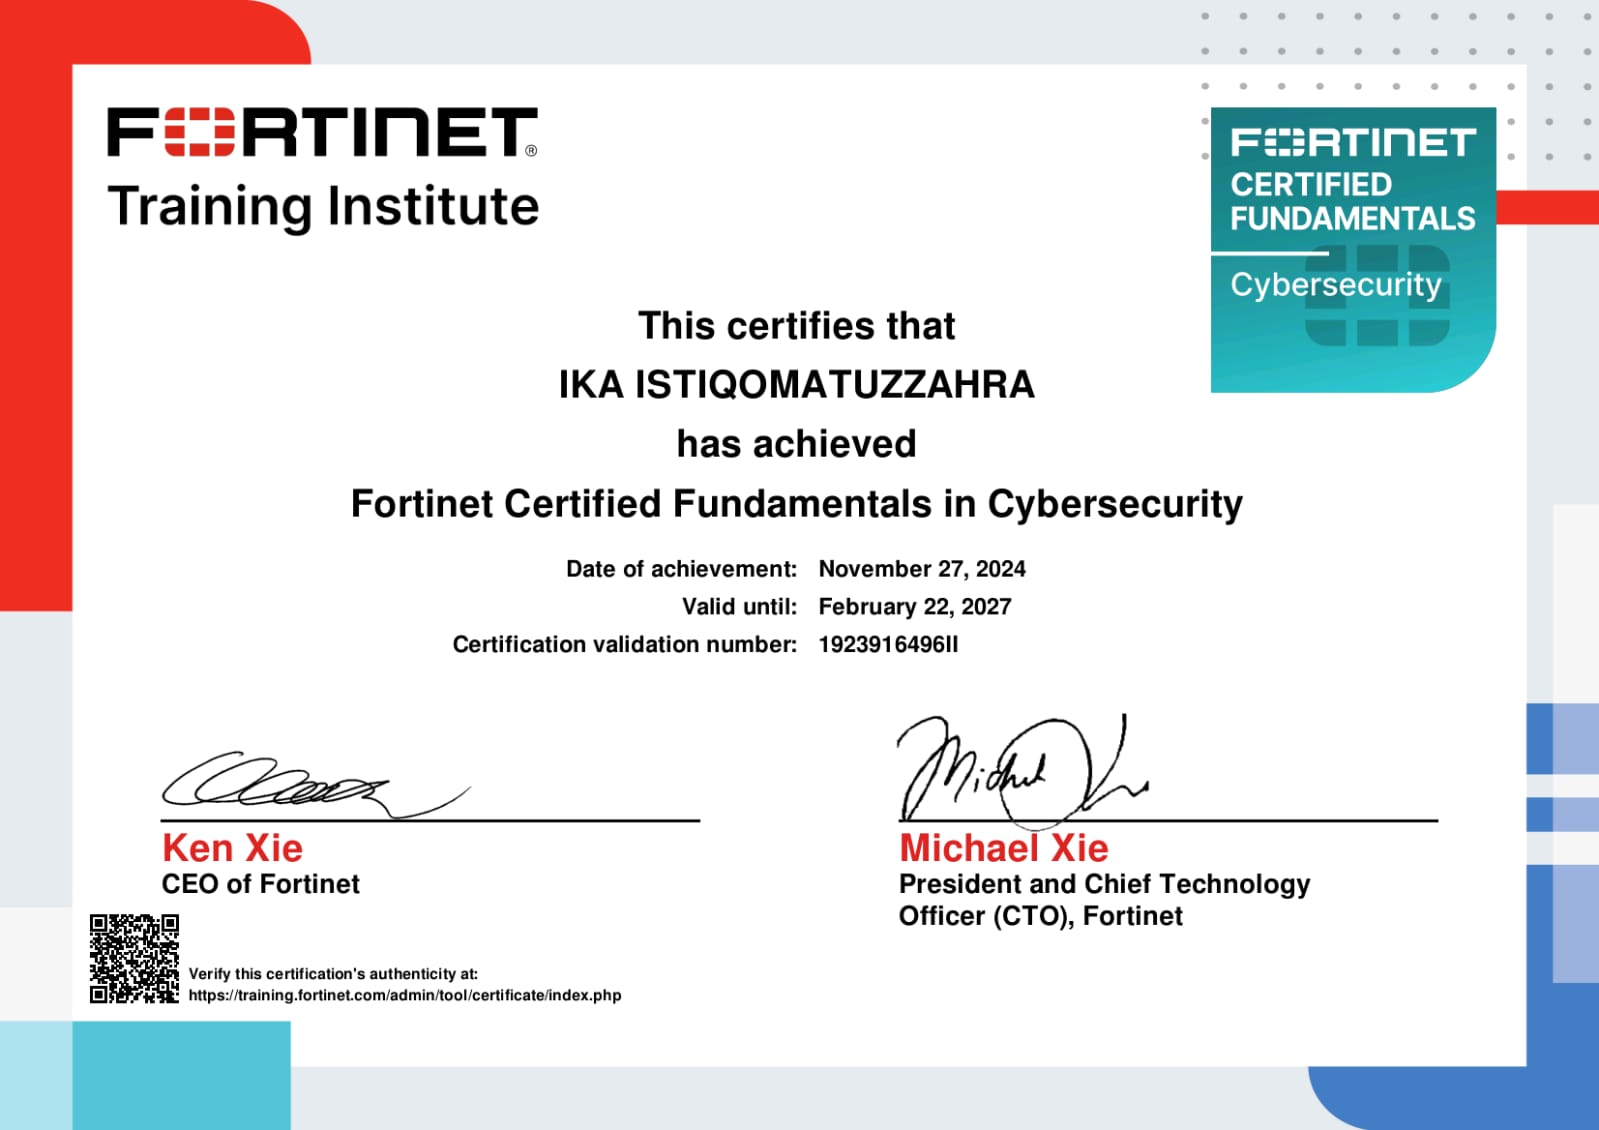 FORTINET®
Training Institute
FORTINET
CERTIFIED
FUNDAMENTALS
Cybersecurity
This certifies that
IKA ISTIQOMATUZZAHRA
has achieved
Fortinet Certified Fundamentals in Cybersecurity
Date of achievement: November 27, 2024
Valid until: February 22, 2027
Certification validation number: 1923916496II
Ken Xie
CEO of Fortinet
Michael Xie
President and Chief Technology
Officer (CTO), Fortinet
Verify this certification's authenticity at:
https://training.fortinet.com/admin/tool/certificate/index.php